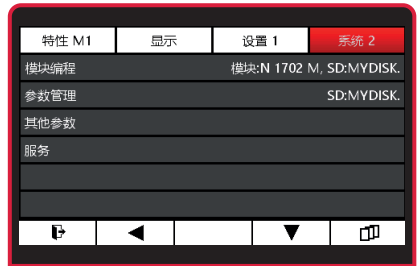 特性 M1 显示 设置 1 系统 2
模块编程 模块:N 1702 M, SD:MYDISK.
参数管理 SD:MYDISK.
其他参数
服务